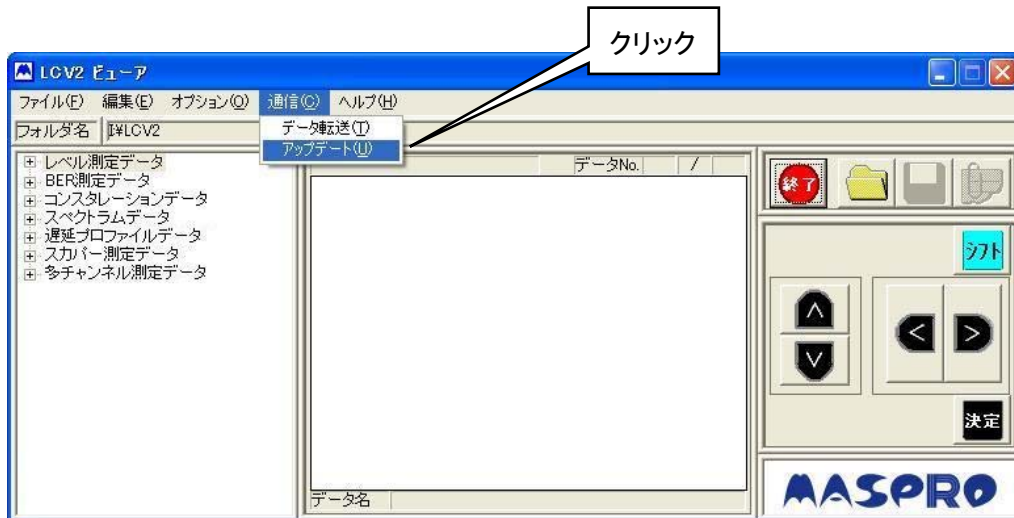 クリック
LCV2 ビューア
ファイル(F) 編集(E) オプション(O) 通信(C) ヘルプ(H)
フォルダ名 I:¥LCV2
データ転送(T)
アップデート(U)
データNo. /
レベル測定データ
BER測定データ
コンスタレーションデータ
スペクトラムデータ
遅延プロファイルデータ
スカパー測定データ
多チャンネル測定データ
終了
シフト
決定
データ名
MASPRO